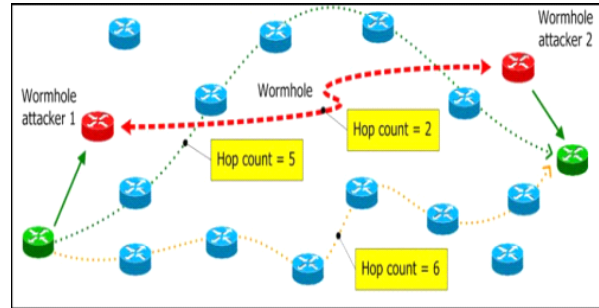 Wormhole
attacker 2
Wormhole
attacker 1
Wormhole
Hop count = 2
Hop count = 5
Hop count = 6